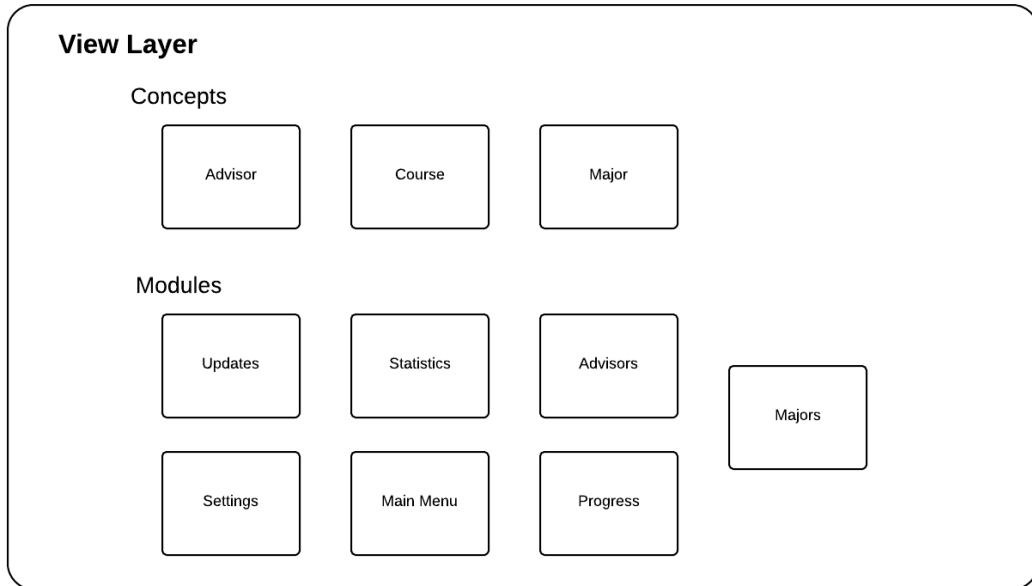 View Layer
Concepts
Advisor
Course
Major
Modules
Updates
Statistics
Advisors
Majors
Settings
Main Menu
Progress